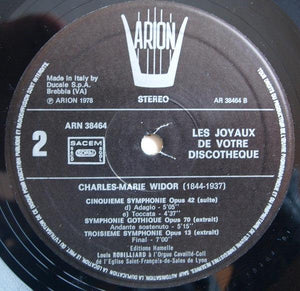 ARION
Made in Italy by
Ducale S.p.A.
Brebbia (VA)
Ⓟ ARION 1978
STEREO
AR 38464 B
ARN 38464
2
SACEM
LES JOYAUX
DE VOTRE
DISCOTHEQUE
CHARLES-MARIE WIDOR (1844-1937)
CINQUIEME SYMPHONIE Opus 42 (suite)
d) Adagio - 5'05"
e) Toccata - 4'37"
SYMPHONIE GOTHIQUE Opus 70 (extrait)
Andante sostenuto - 5'15"
TROISIEME SYMPHONIE Opus 13 (extrait)
Final - 7'00"
Editions Hamelle
Louis ROBILLIARD à l'Orgue Cavaillé-Coll
de l'Eglise Saint-François-de-Sales de Lyon